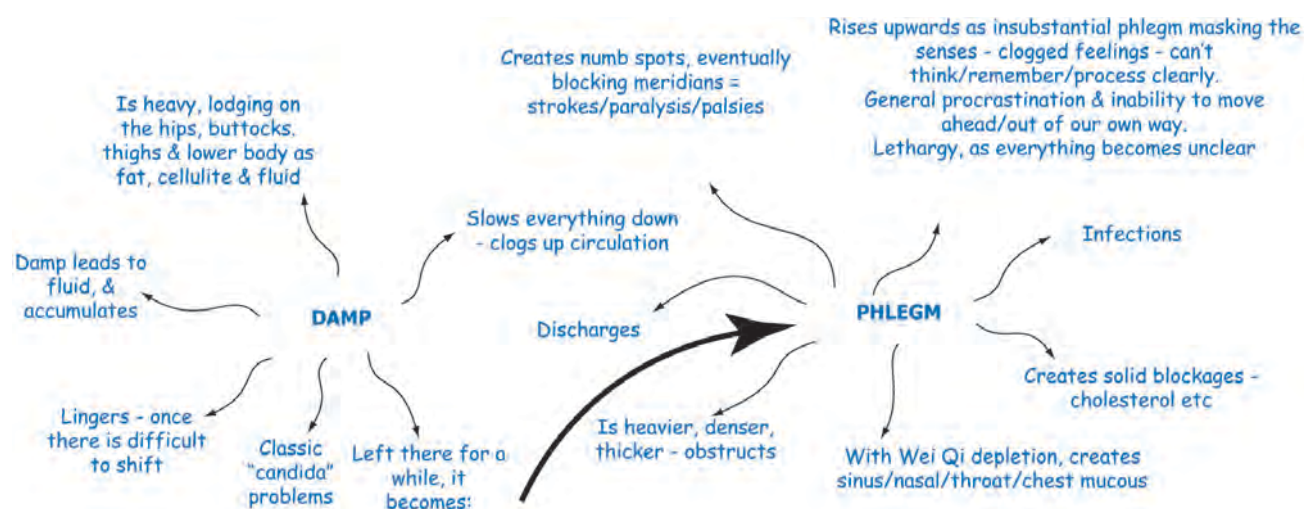 Is heavy, lodging on
the hips, buttocks,
thighs & lower body as
fat, cellulite & fluid
Damp leads to
fluid, &
accumulates
DAMP
Slows everything down
- clogs up circulation
Lingers - once
there is difficult
to shift
Classic
"candida"
problems
Left there for a
while, it
becomes:
Creates numb spots, eventually
blocking meridians =
strokes/paralysis/palsies
Rises upwards as insubstantial phlegm masking the
senses - clogged feelings - can't
think/remember/process clearly.
General procrastination & inability to move
ahead/out of our own way.
Lethargy, as everything becomes unclear
Infections
PHLEGM
Discharges
Is heavier, denser,
thicker - obstructs
Creates solid blockages -
cholesterol etc
With Wei Qi depletion, creates
sinus/nasal/throat/chest mucous